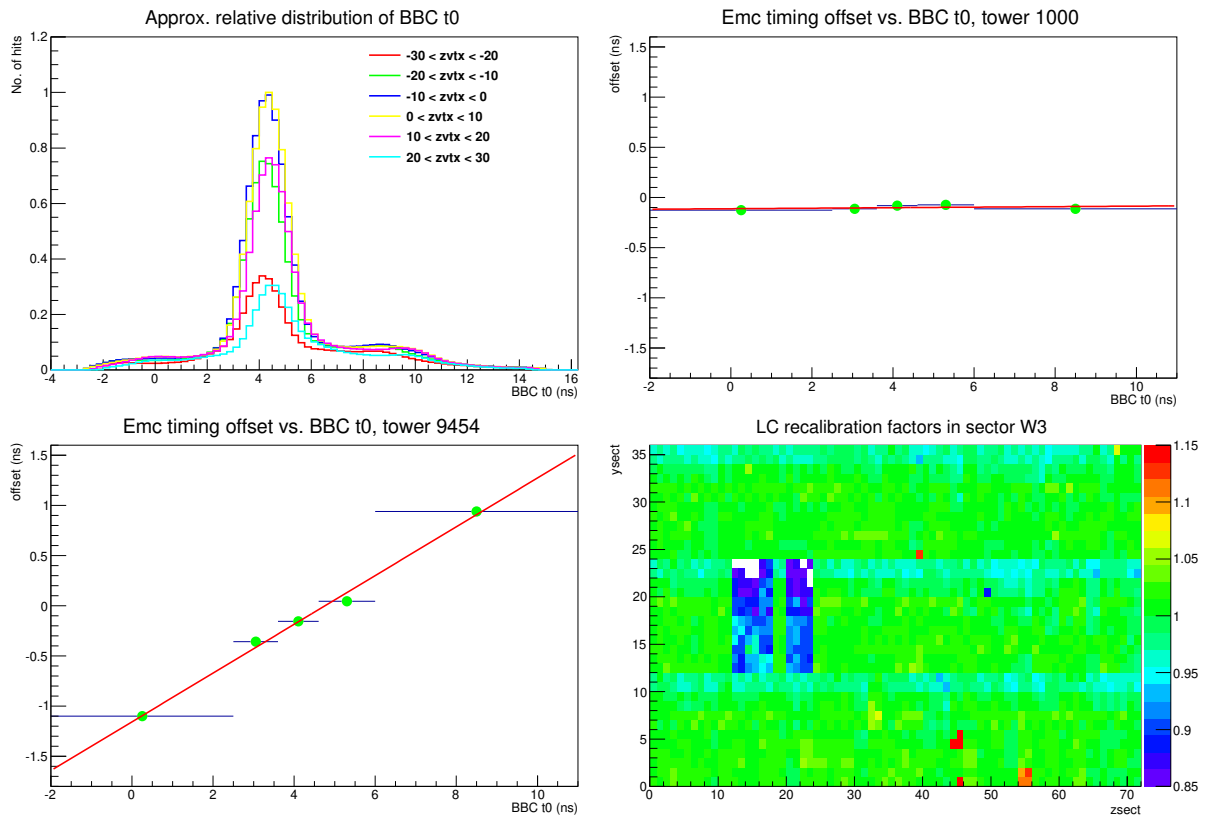 Approx. relative distribution of BBC t0
No. of hits
1.2
1
0.8
0.6
0.4
0.2
0
-30 < zvtx < -20
-20 < zvtx < -10
-10 < zvtx < 0
0 < zvtx < 10
10 < zvtx < 20
20 < zvtx < 30
-4 -2 0 2 4 6 8 10 12 14 16
BBC t0 (ns)
Emc timing offset vs. BBC t0, tower 1000
offset (ns)
1.5
1
0.5
0
-0.5
-1
-1.5
-2 0 2 4 6 8 10
BBC t0 (ns)
Emc timing offset vs. BBC t0, tower 9454
offset (ns)
1.5
1
0.5
0
-0.5
-1
-1.5
-2 0 2 4 6 8 10
BBC t0 (ns)
LC recalibration factors in sector W3
ysect
35
30
25
20
15
10
5
0
0 10 20 30 40 50 60 70
zsect
1.15
1.1
1.05
1
0.95
0.9
0.85